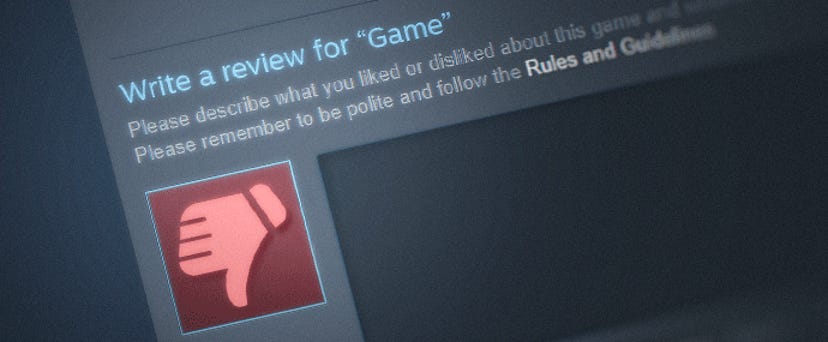 Write a review for “Game”
Please describe what you liked or disliked about this game and
Please remember to be polite and follow the Rules and Guidelines